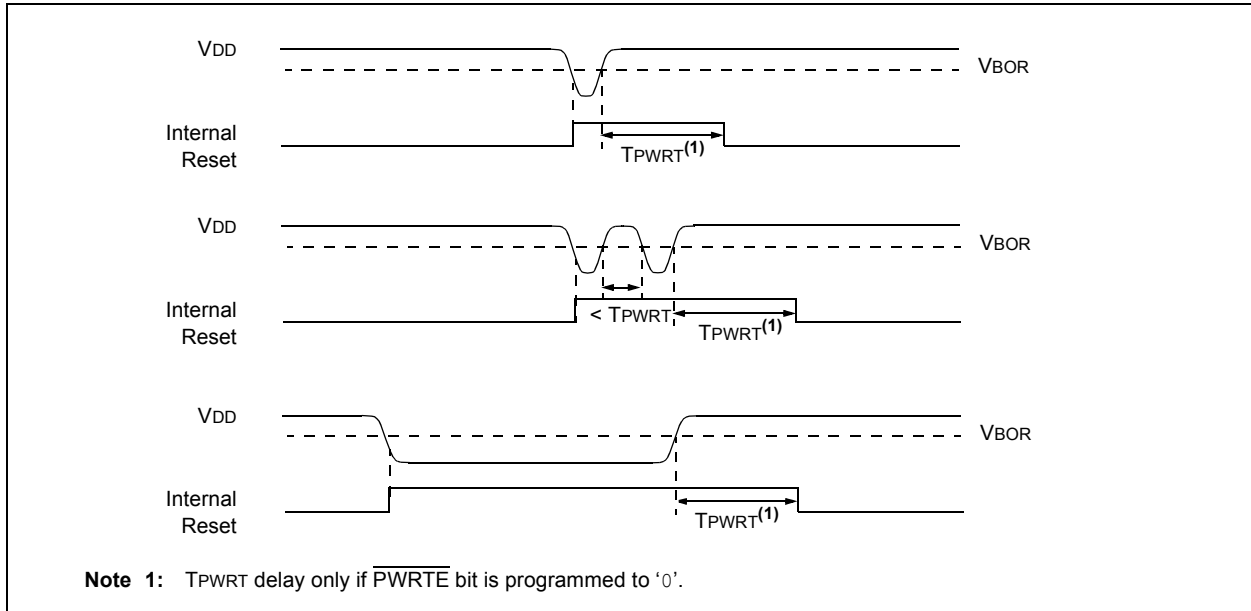 VDD
VBOR
Internal
Reset
TPWRT(1)
VDD
VBOR
Internal
Reset
< TPWRT
TPWRT(1)
VDD
VBOR
Internal
Reset
TPWRT(1)
Note 1: TPWRT delay only if PWRTE bit is programmed to ‘0’.